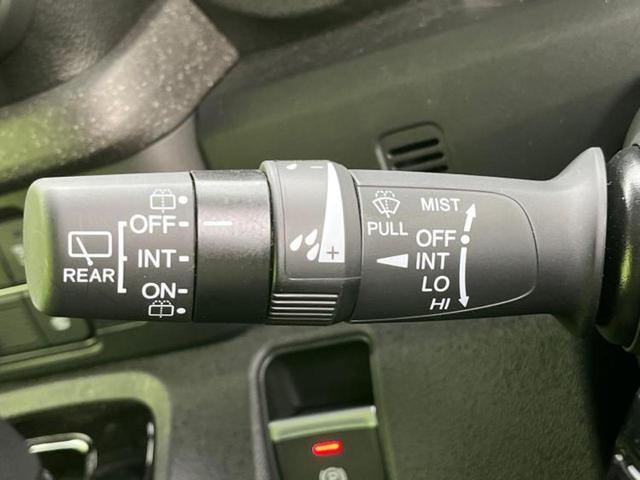 REAR
OFF
INT
ON
- 
+
PULL
MIST
OFF
INT
LO
HI
P